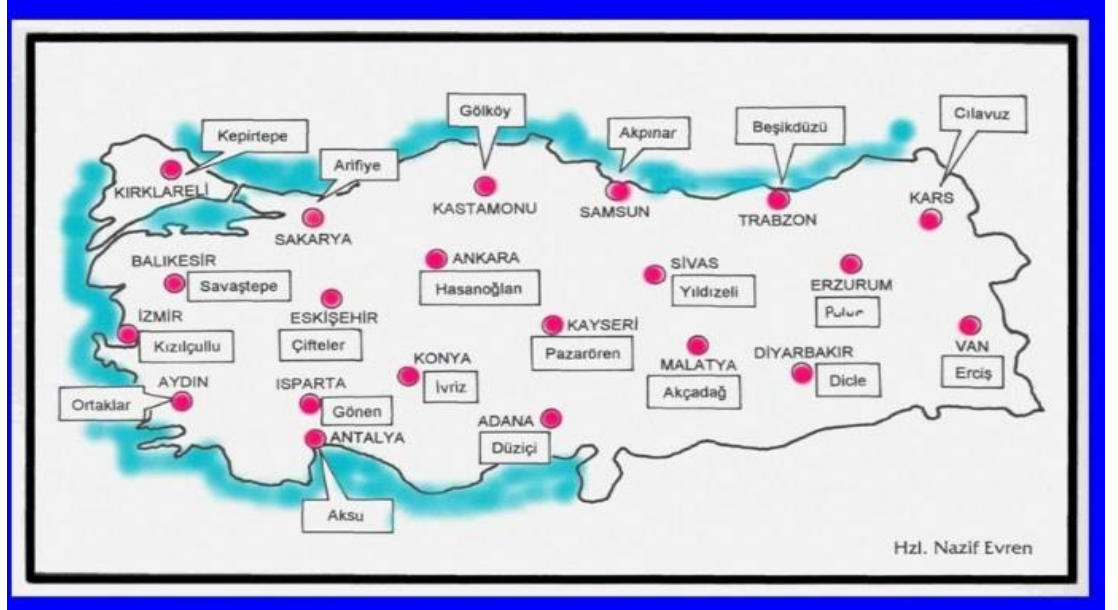 Gölköy
Cılavuz
Kepirtepe
Akpınar
Beşikdüzü
Arifiye
KIRKLARELİ
KASTAMONU
SAMSUN
TRABZON
KARS
SAKARYA
BALIKESİR
Savaştepe
ANKARA
Hasanoğlan
SİVAS
Yıldızeli
ERZURUM
Pulur
İZMİR
Kızılçullu
ESKİŞEHİR
Çifteler
KAYSERİ
Pazarören
MALATYA
Akçadağ
DİYARBAKIR
Dicle
VAN
Erciş
KONYA
İvriz
AYDIN
Ortaklar
ISPARTA
Gönen
ADANA
Düziçi
ANTALYA
Aksu
Hzl. Nazif Evren